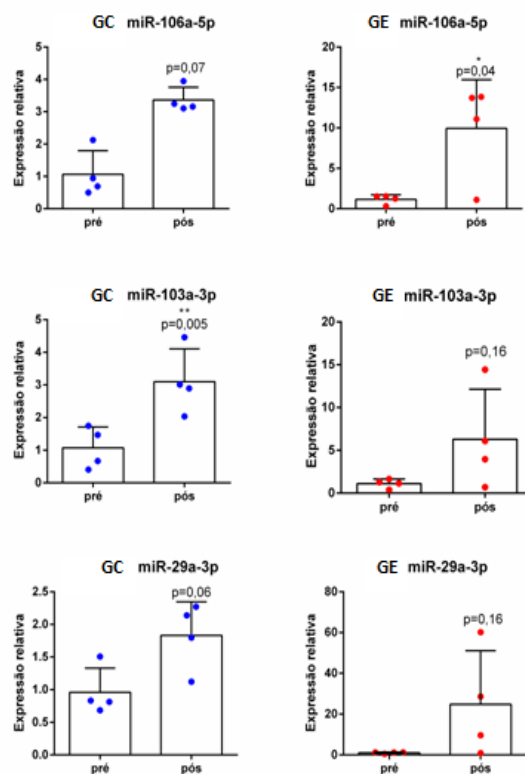 GC miR-106a-5p
p=0,07
Expressão relativa
5
4
3
2
1
0
pré pós
GE miR-106a-5p
*
p=0,04
Expressão relativa
20
15
10
5
0
pré pós
GC miR-103a-3p
**
p=0,005
Expressão relativa
5
4
3
2
1
0
pré pós
GE miR-103a-3p
p=0,16
Expressão relativa
20
15
10
5
0
pré pós
GC miR-29a-3p
p=0,06
Expressão relativa
2.5
2.0
1.5
1.0
0.5
0.0
pré pós
GE miR-29a-3p
p=0,16
Expressão relativa
80
60
40
20
0
pré pós